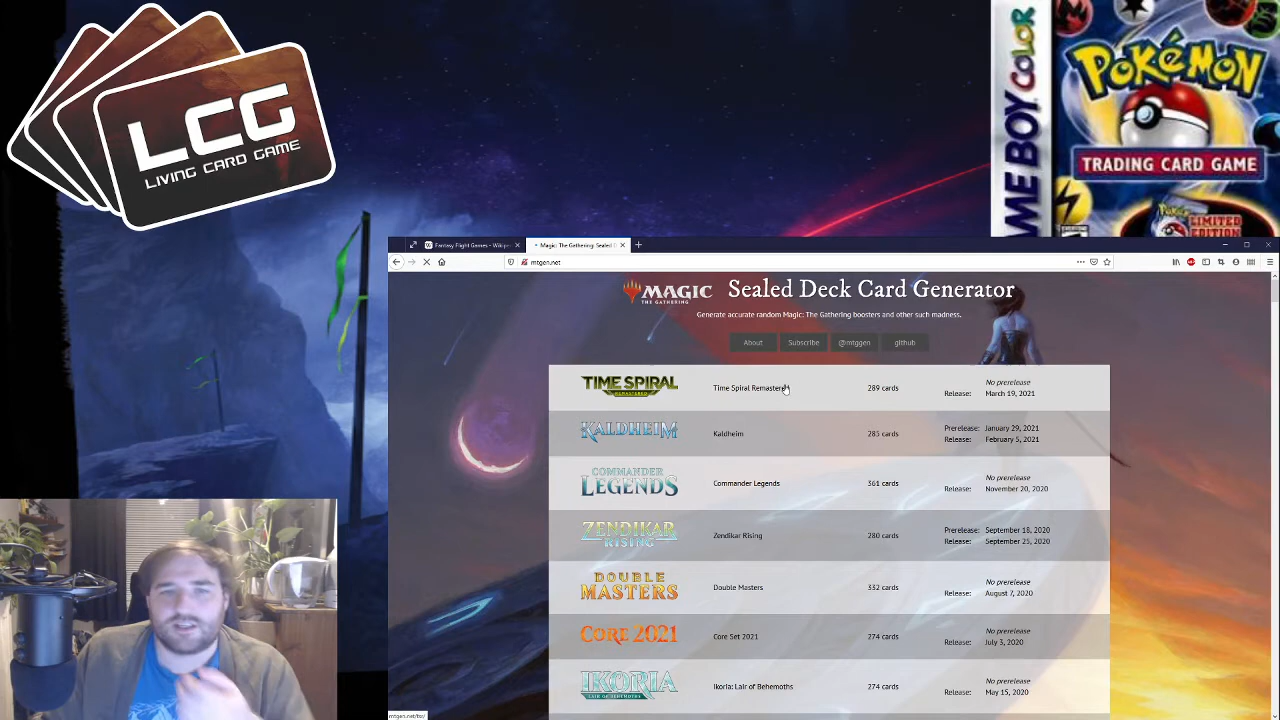 LCG
LIVING CARD GAME
GAME BOY COLOR
POKÉMON
TRADING CARD GAME
LIMITED
EDITION
Fantasy Flight Games - Wikipe
Magic: The Gathering: Sealed D
mtgen.net
MAGIC
THE GATHERING
Sealed Deck Card Generator
Generate accurate random Magic: The Gathering boosters and other such madness.
About
Subscribe
@mtggen
github
TIME SPIRAL
REMASTERED
Time Spiral Remastered
289 cards
No prerelease
Release: March 19, 2021
KALDHEIM
Kaldheim
285 cards
Prerelease: January 29, 2021
Release: February 5, 2021
COMMANDER
LEGENDS
Commander Legends
361 cards
No prerelease
Release: November 20, 2020
ZENDIKAR
RISING
Zendikar Rising
280 cards
Prerelease: September 18, 2020
Release: September 25, 2020
DOUBLE
MASTERS
Double Masters
332 cards
No prerelease
Release: August 7, 2020
CORE 2021
Core Set 2021
274 cards
No prerelease
Release: July 3, 2020
IKORIA
LAIR OF BEHEMOTHS
Ikoria: Lair of Behemoths
274 cards
No prerelease
Release: May 15, 2020